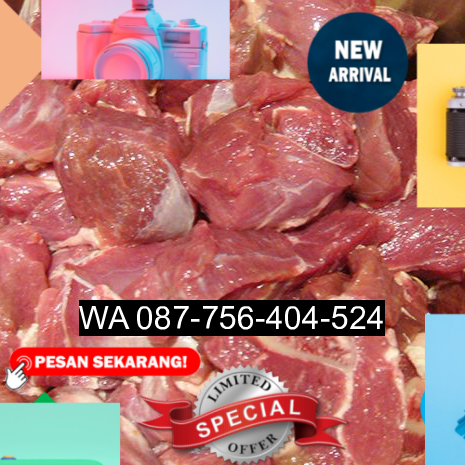 NEW
ARRIVAL
WA 087-756-404-524
PESAN SEKARANG!
LIMITED
SPECIAL
OFFER